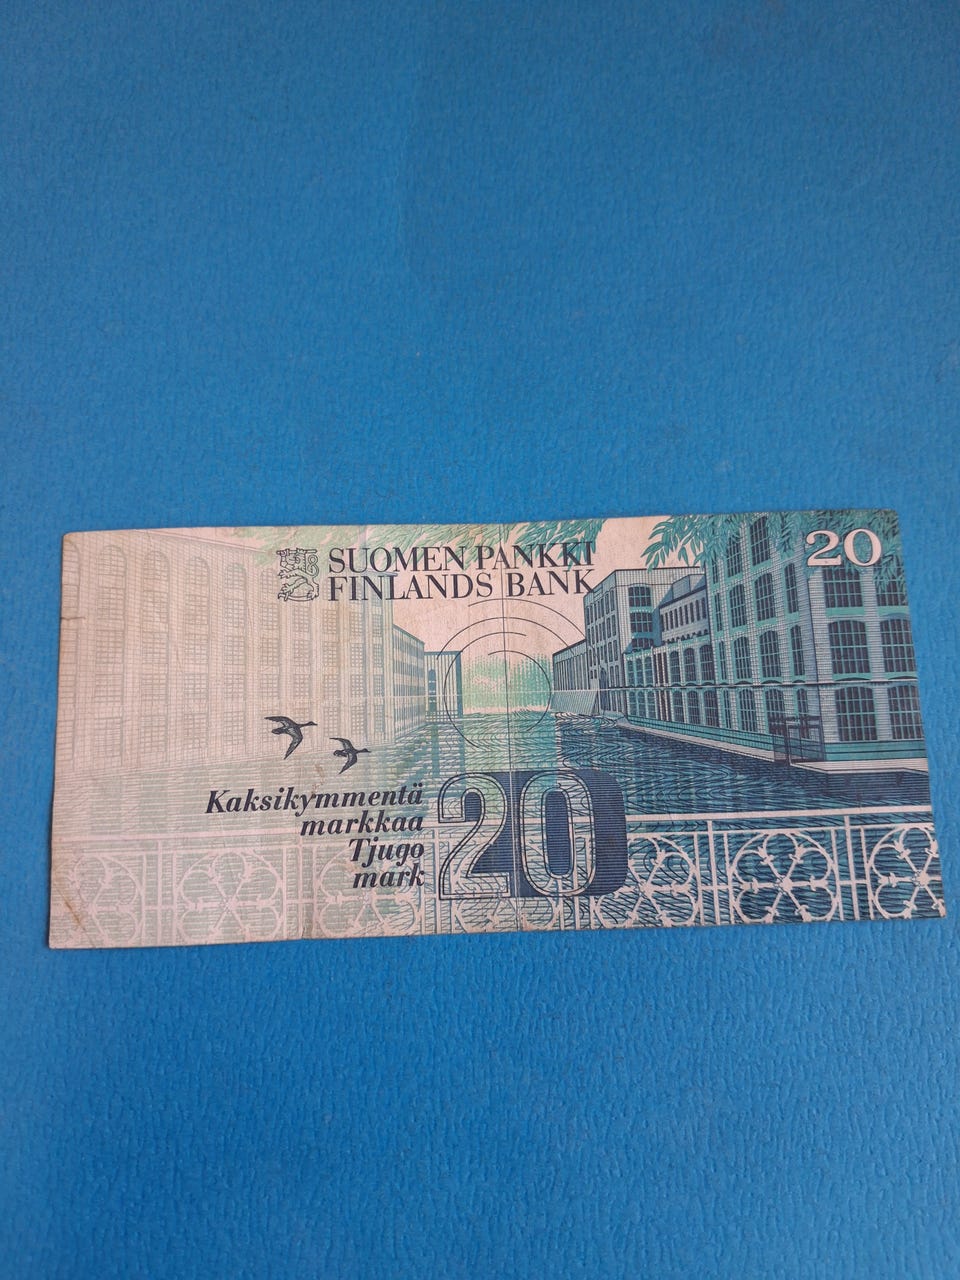 SUOMEN PANKKI
FINLANDS BANK
20
Kaksikymmentä
markkaa
Tjugo
mark
20